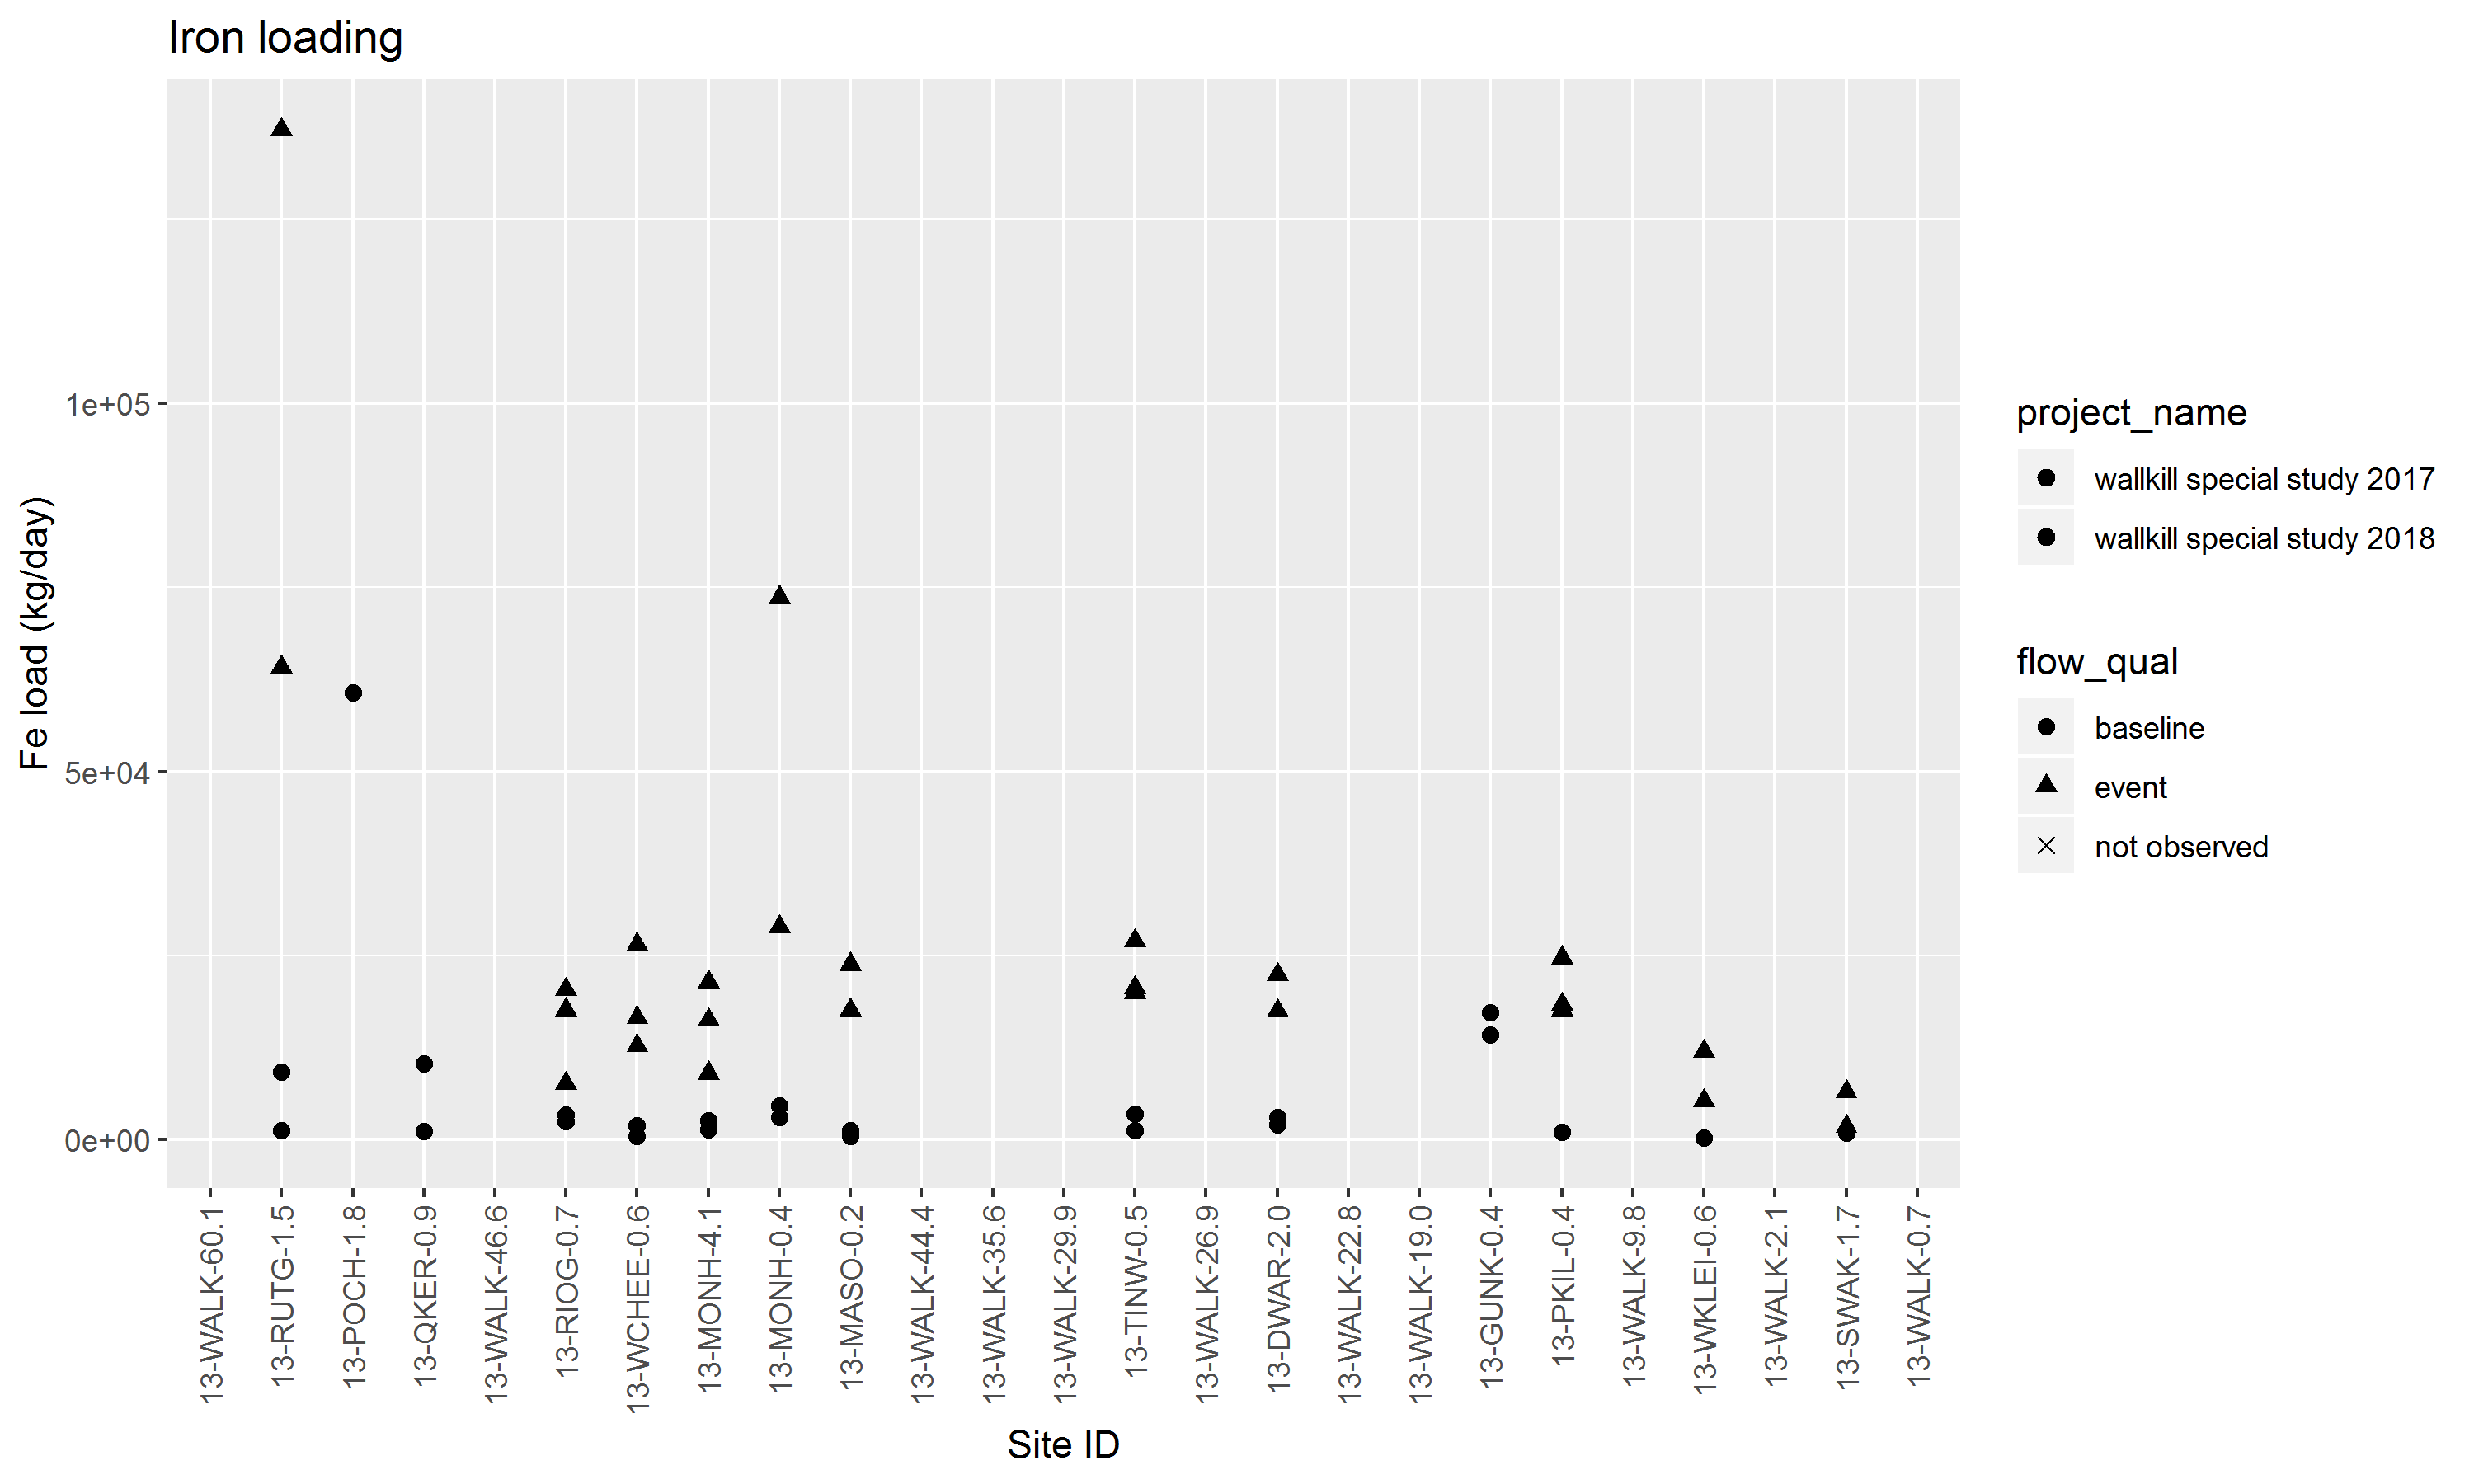 Iron loading
Fe load (kg/day)
1e+05
5e+04
0e+00
13-WALK-60.1
13-RUTG-1.5
13-POCH-1.8
13-QKER-0.9
13-WALK-46.6
13-RIOG-0.7
13-WCHEE-0.6
13-MONH-4.1
13-MONH-0.4
13-MASO-0.2
13-WALK-44.4
13-WALK-35.6
13-WALK-29.9
13-TINW-0.5
13-WALK-26.9
13-DWAR-2.0
13-WALK-22.8
13-WALK-19.0
13-GUNK-0.4
13-PKIL-0.4
13-WALK-9.8
13-WKLEI-0.6
13-WALK-2.1
13-SWAK-1.7
13-WALK-0.7
Site ID
project_name
wallkill special study 2017
wallkill special study 2018
flow_qual
baseline
event
not observed